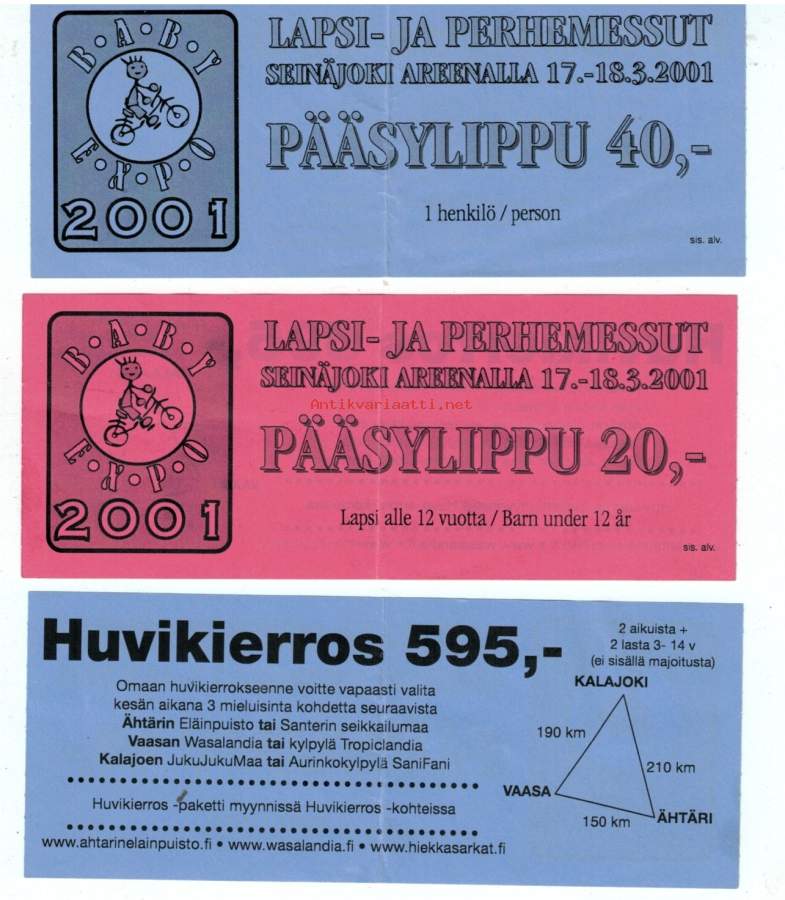 BABY
EXPO
2001
LAPSI- JA PERHEMESSUT
SEINÄJOKI AREENALLA 17.-18.3.2001
PÄÄSYLIPPU 40,-
1 henkilö / person
sis. alv.
BABY
EXPO
2001
LAPSI- JA PERHEMESSUT
SEINÄJOKI AREENALLA 17.-18.3.2001
Antikvariaatti.net
PÄÄSYLIPPU 20,-
Lapsi alle 12 vuotta / Barn under 12 år
sis. alv.
Huvikierros 595,-
2 aikuista +
2 lasta 3- 14 v
(ei sisällä majoitusta)
Omaan huvikierrokseenne voitte vapaasti valita
kesän aikana 3 mieluisinta kohdetta seuraavista
Ähtärin Eläinpuisto tai Santerin seikkailumaa
Vaasan Wasalandia tai kylpylä Tropiclandia
Kalajoen JukuJukuMaa tai Aurinkokylpylä SaniFani
Huvikierros -paketti myynnissä Huvikierros -kohteissa
www.ahtarinelainpuisto.fi • www.wasalandia.fi • www.hiekkasarkat.fi
KALAJOKI
190 km
210 km
VAASA
150 km
ÄHTÄRI